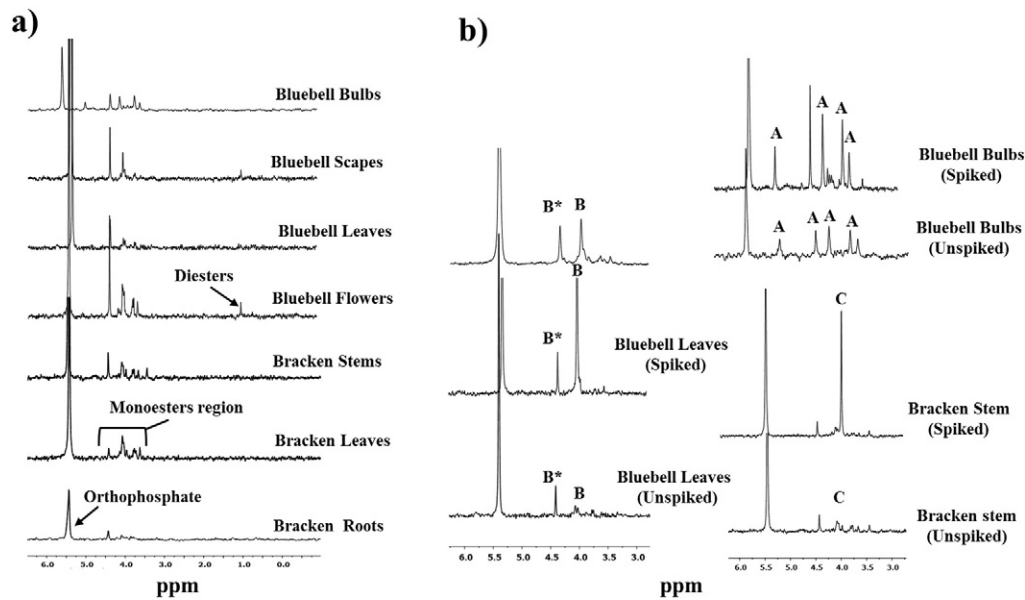 a)
Bluebell Bulbs
Bluebell Scapes
Bluebell Leaves
Diesters
Bluebell Flowers
Bracken Stems
Monoesters region
Bracken Leaves
Orthophosphate
Bracken Roots
6.0 5.0 4.0 3.0 2.0 1.0 0.0
ppm
b)
B* B
B
B*
Bluebell Leaves
(Spiked)
B* B
Bluebell Leaves
(Unspiked)
6.0 5.5 5.0 4.5 4.0 3.5 3.0
A A A A
Bluebell Bulbs
(Spiked)
A A A A
Bluebell Bulbs
(Unspiked)
C
Bracken Stem
(Spiked)
C
Bracken stem
(Unspiked)
6.0 5.5 5.0 4.5 4.0 3.5 3.0
ppm